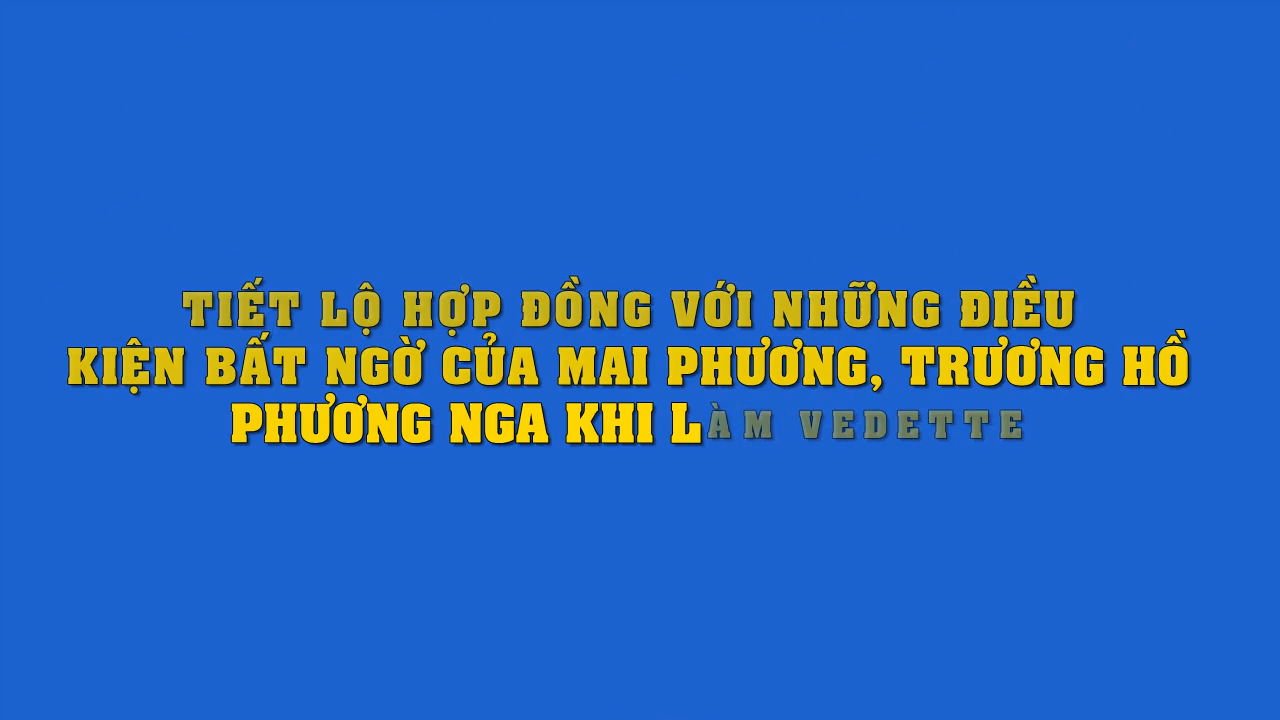 TIẾT LỘ HỢP ĐỒNG VỚI NHỮNG ĐIỀU
KIỆN BẤT NGỜ CỦA MAI PHƯƠNG, TRƯƠNG HỒ
PHƯƠNG NGA KHI LÀM VEDETTE